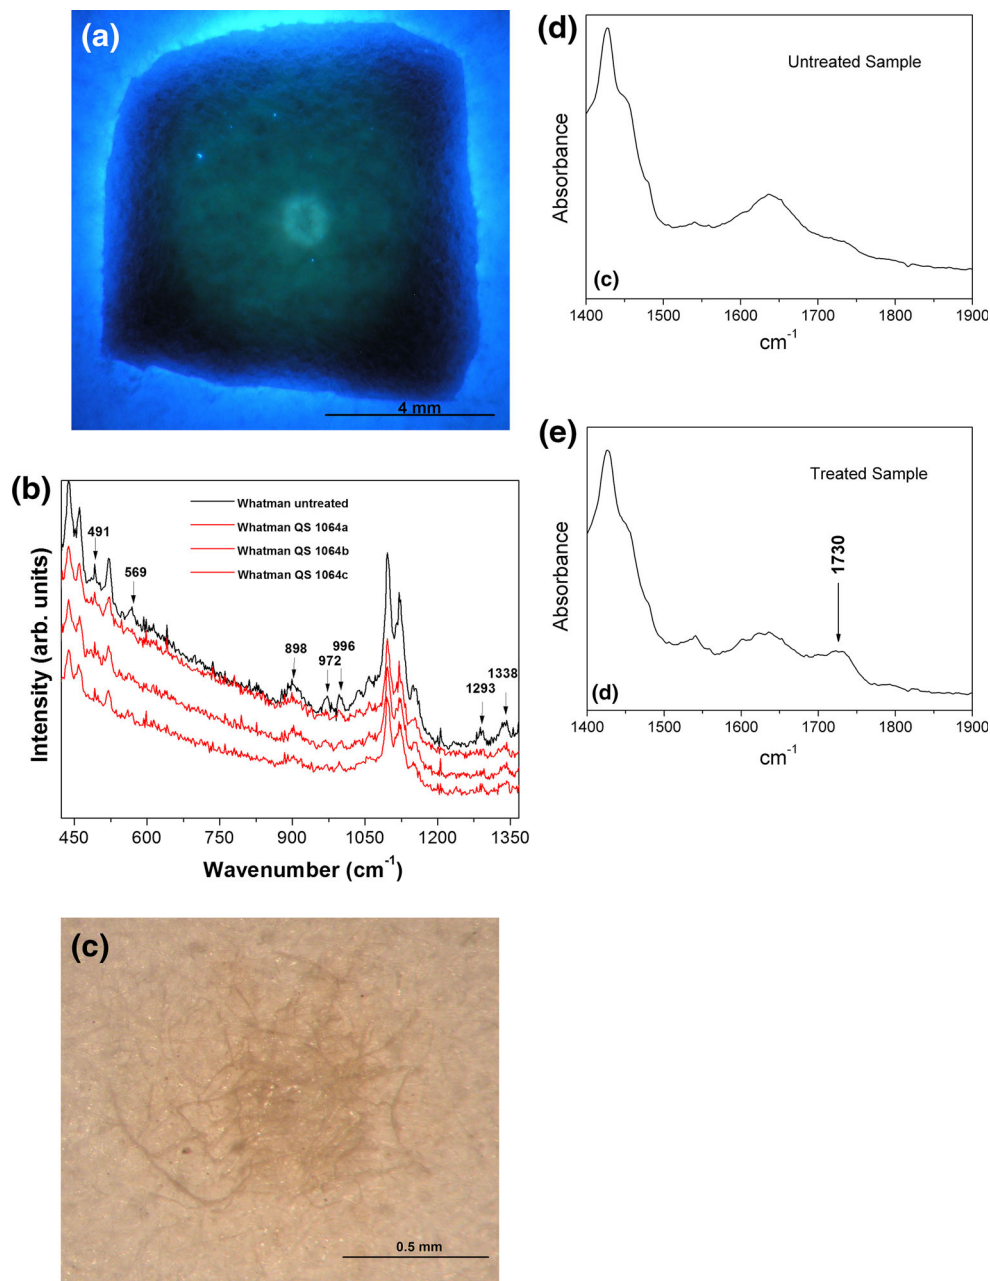 (a)
4 mm
(b)
Whatman untreated
Whatman QS 1064a
Whatman QS 1064b
Whatman QS 1064c
491
569
898
972
996
1293
1338
Intensity (arb. units)
450 600 750 900 1050 1200 1350
Wavenumber (cm-1)
(c)
0.5 mm
(d)
Untreated Sample
Absorbance
(c)
1400 1500 1600 1700 1800 1900
cm-1
(e)
Treated Sample
1730
Absorbance
(d)
1400 1500 1600 1700 1800 1900
cm-1